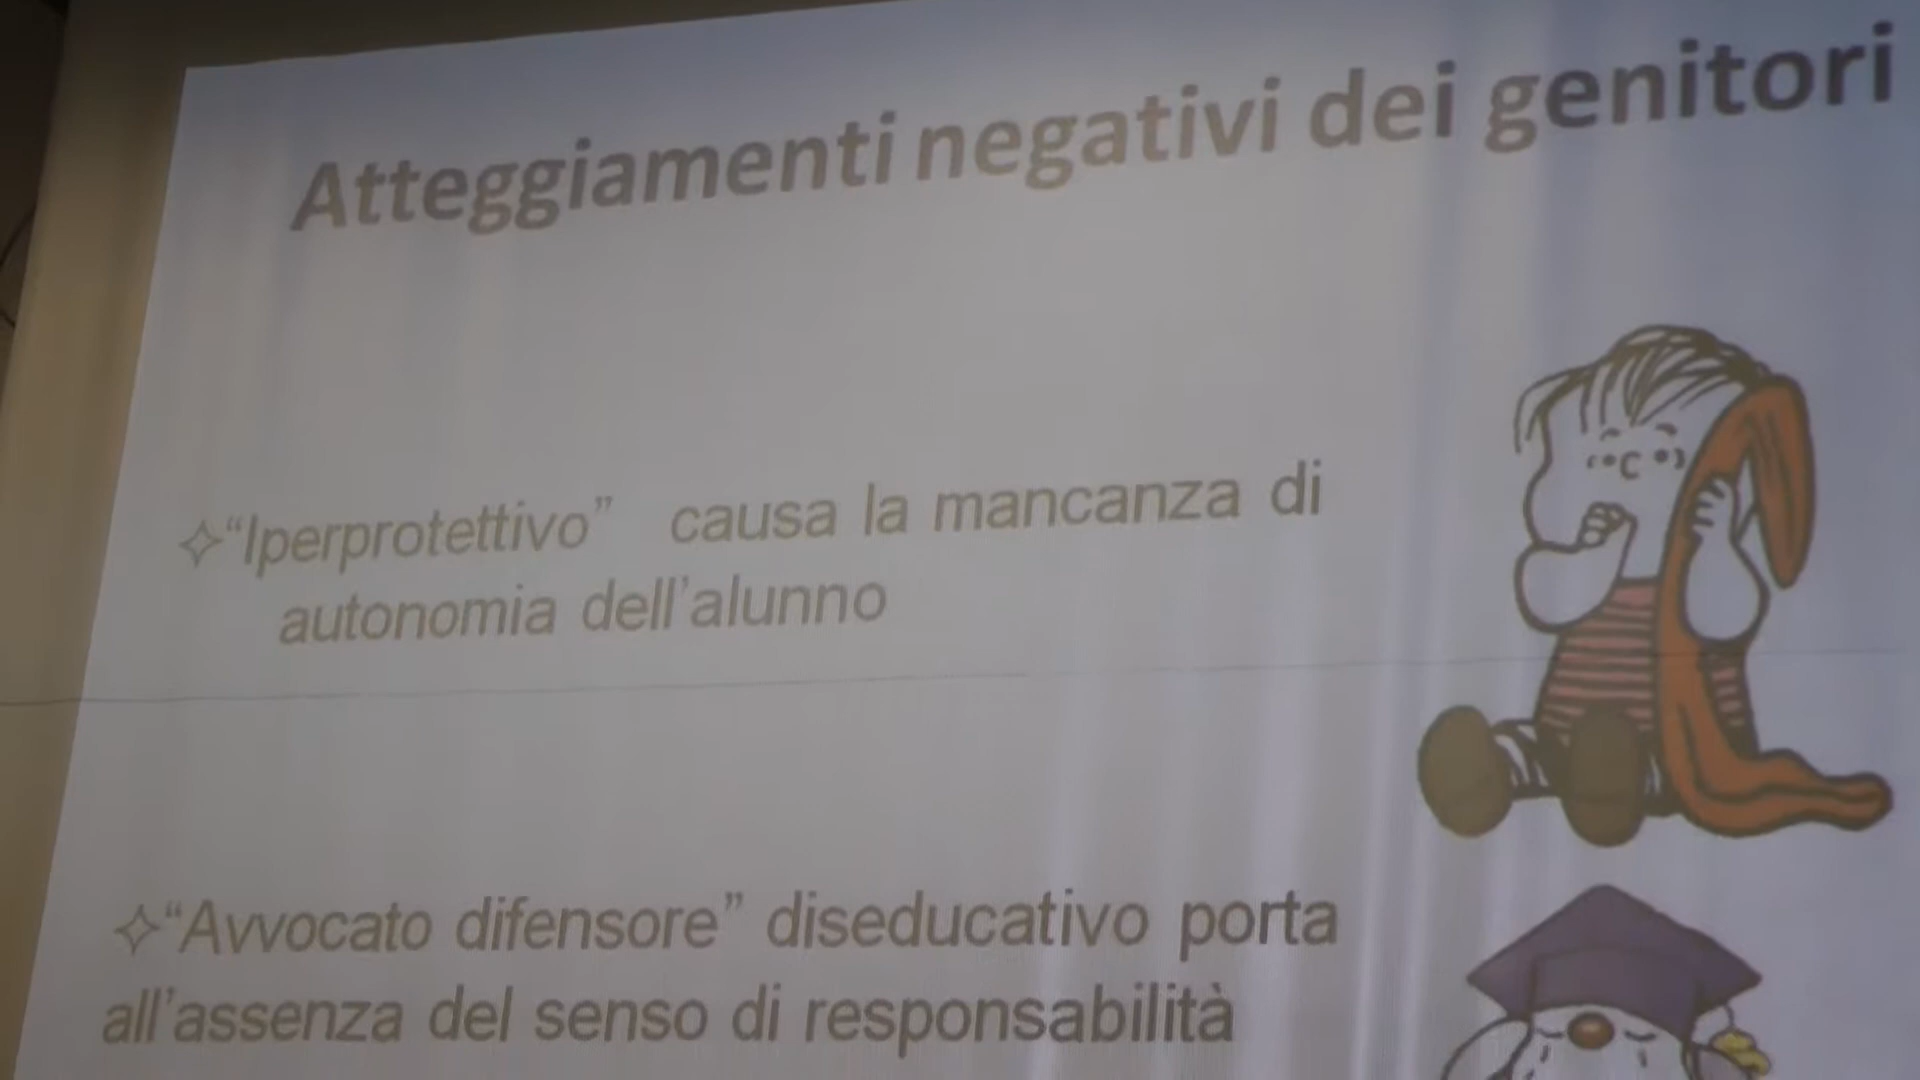 Atteggiamenti negativi dei genitori
“Iperprotettivo” causa la mancanza di
autonomia dell’alunno
“Avvocato difensore” diseducativo porta
all’assenza del senso di responsabilità